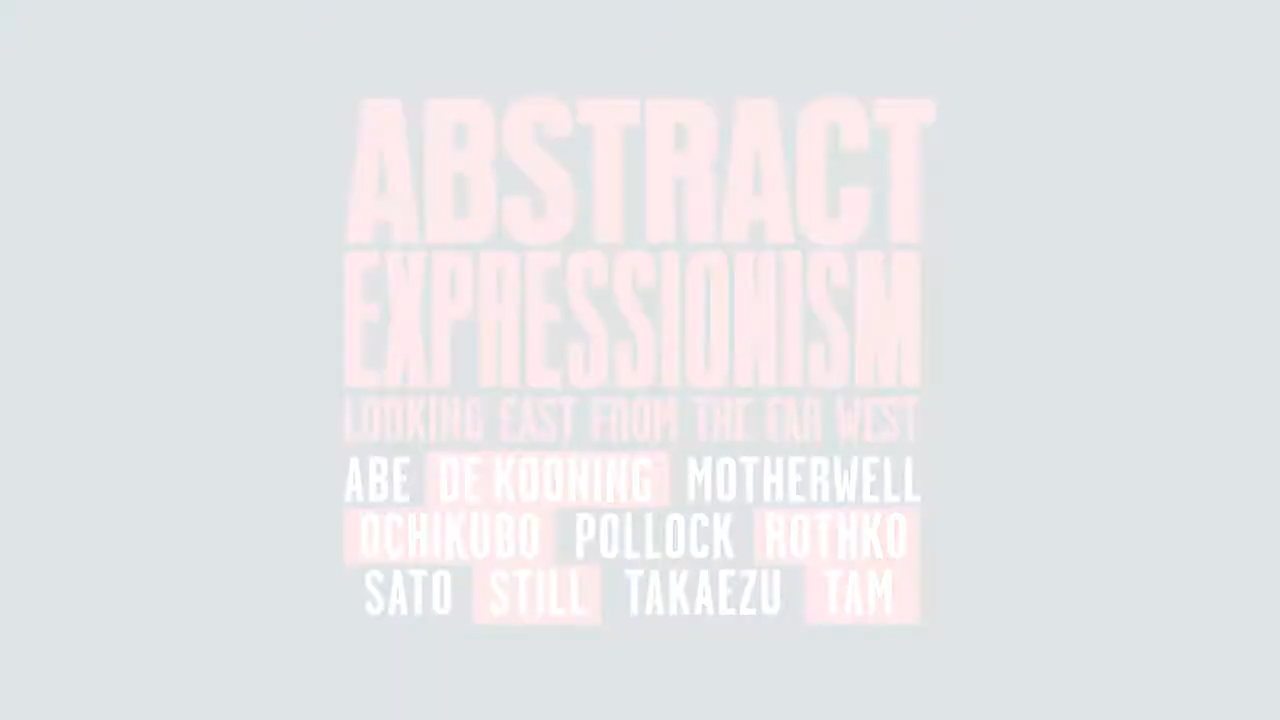 ABSTRACT
EXPRESSIONISM
LOOKING EAST FROM THE FAR WEST
ABE DE KOONING MOTHERWELL
OCHIKUBO POLLOCK ROTHKO
SATO STILL TAKAEZU TAM